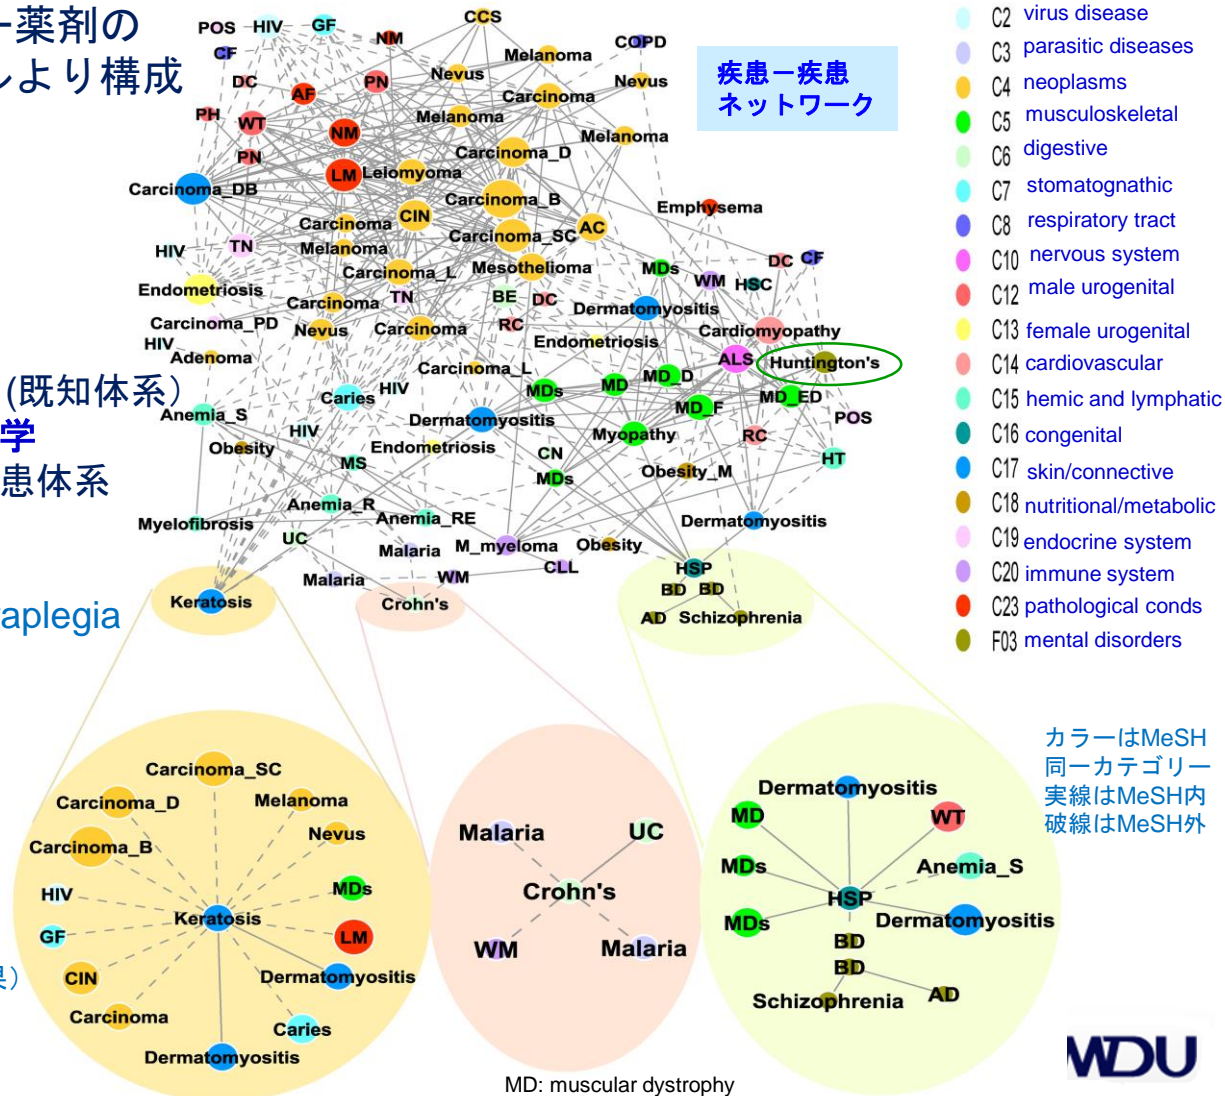 ー薬剤の
ルより構成
(既知体系）
学
患体系
raplegia
果）
疾患ー疾患
ネットワーク
C2 virus disease
C3 parasitic diseases
C4 neoplasms
C5 musculoskeletal
C6 digestive
C7 stomatognathic
C8 respiratory tract
C10 nervous system
C12 male urogenital
C13 female urogenital
C14 cardiovascular
C15 hemic and lymphatic
C16 congenital
C17 skin/connective
C18 nutritional/metabolic
C19 endocrine system
C20 immune system
C23 pathological conds
F03 mental disorders
POS HIV GF NM CCS
CF Melanoma COPD
DC AF PN Nevus Nevus
Carcinoma
PH WT NM Melanoma Melanoma
PN Carcinoma_D
Carcinoma_DB LM Leiomyoma
Carcinoma_B Emphysema
Carcinoma CIN Carcinoma_SC AC
HIV TN Melanoma
Carcinoma_L Mesothelioma MDs DC CF
Endometriosis Carcinoma TN BE DC WM HSC
Dermatomyositis
Carcinoma_PD Nevus Carcinoma RC Cardiomyopathy
HIV Endometriosis
Adenoma Carcinoma_L ALS Huntington's
Caries HIV MDs MD MD_D MD_ED
Anemia_S Dermatomyositis MD_F POS
HIV Myopathy RC
Obesity Endometriosis CN HT
MS MDs Obesity_M
Anemia_R
Myelofibrosis Anemia_RE Dermatomyositis
UC Malaria M_myeloma Obesity
Malaria WM CLL HSP
Keratosis Crohn's BD BD
AD Schizophrenia
Carcinoma_SC
Carcinoma_D Melanoma
Carcinoma_B Nevus
HIV MDs
Keratosis
GF LM
CIN Dermatomyositis
Carcinoma Caries
Dermatomyositis
Malaria UC
Crohn's
WM Malaria
Dermatomyositis
MD WT
MDs Anemia_S
HSP
MDs Dermatomyositis
BD
BD
Schizophrenia AD
カラーはMeSH
同一カテゴリー
実線はMeSH内
破線はMeSH外
MD: muscular dystrophy
MDU